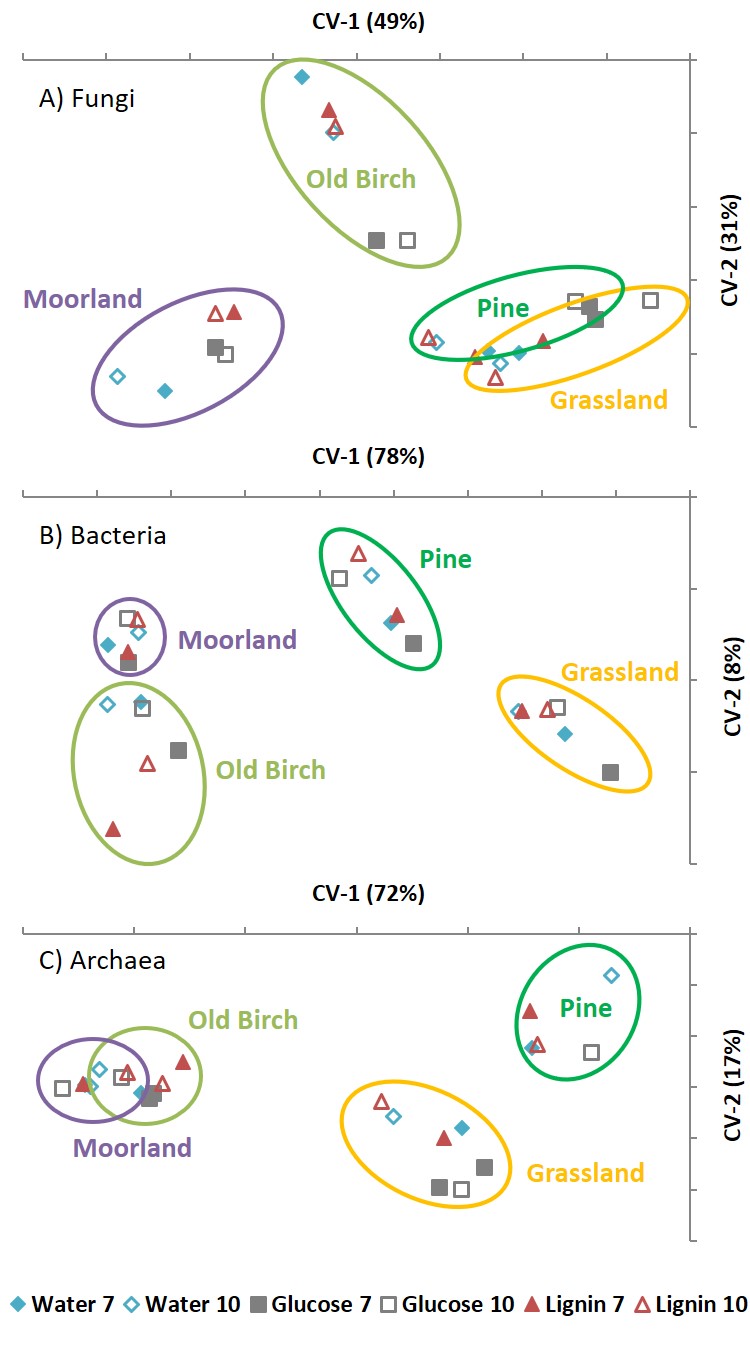 CV-1 (49%)
A) Fungi
Old Birch
CV-2 (31%)
Moorland
Pine
Grassland
CV-1 (78%)
B) Bacteria
Pine
Moorland
Grassland
CV-2 (8%)
Old Birch
CV-1 (72%)
C) Archaea
Old Birch
Pine
CV-2 (17%)
Moorland
Grassland
Water 7 Water 10 Glucose 7 Glucose 10 Lignin 7 Lignin 10